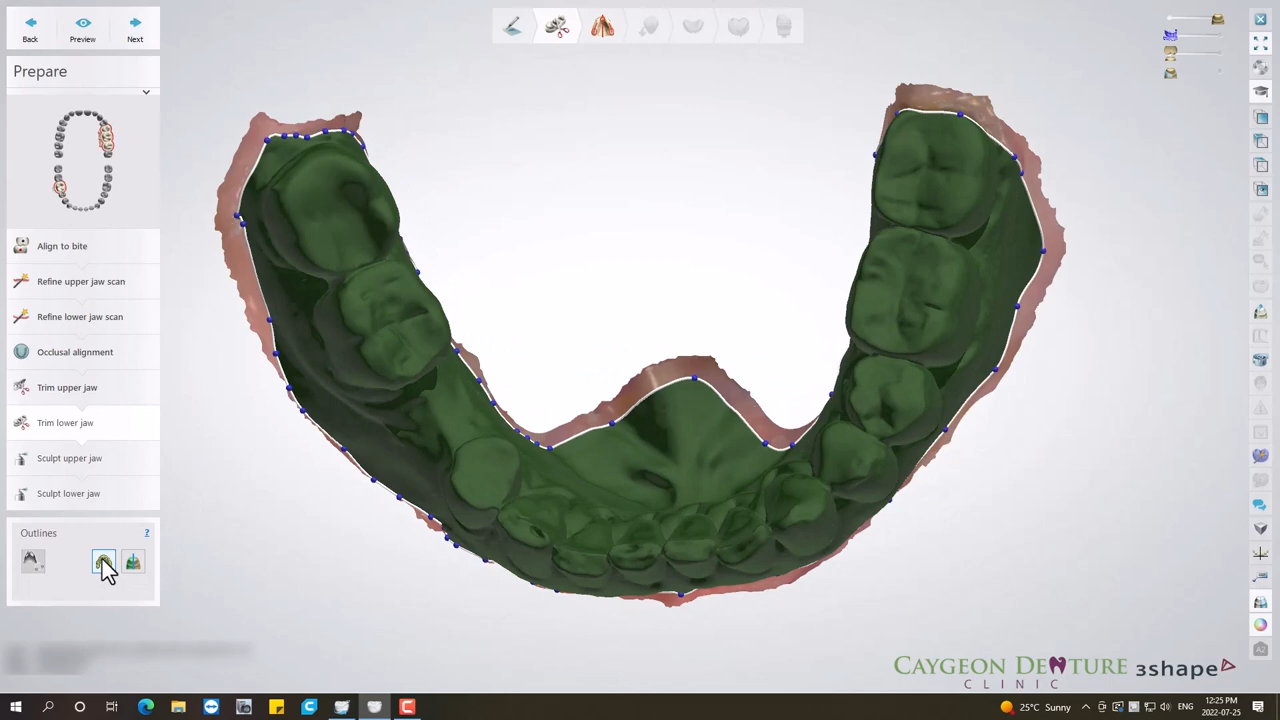 Back
Preview
Next
Prepare
Align to bite
Refine upper jaw scan
Refine lower jaw scan
Occlusal alignment
Trim upper jaw
Trim lower jaw
Sculpt upper jaw
Sculpt lower jaw
Outlines
?
A2
CAYGEON DENTURE
CLINIC
3shape
25°C Sunny
ENG
12:25 PM
2022-07-25